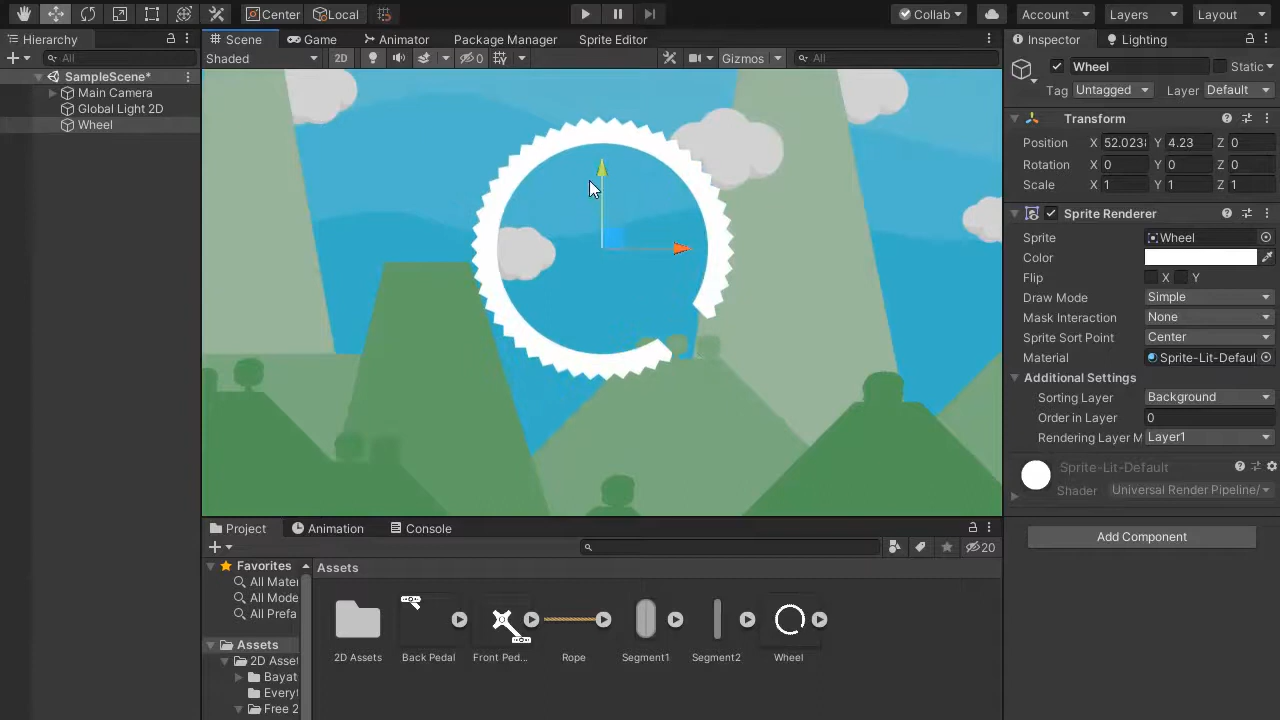 Center Local Collab Account Layers Layout
Hierarchy
All
SampleScene*
Main Camera
Global Light 2D
Wheel
Scene Game Animator Package Manager Sprite Editor
Shaded 2D 0 Gizmos All
Inspector Lighting
Wheel Static
Tag Untagged Layer Default
Transform
Position X 52.023 Y 4.23 Z 0
Rotation X 0 Y 0 Z 0
Scale X 1 Y 1 Z 1
Sprite Renderer
Sprite Wheel
Color
Flip X Y
Draw Mode Simple
Mask Interaction None
Sprite Sort Point Center
Material Sprite-Lit-Defaul
Additional Settings
Sorting Layer Background
Order in Layer 0
Rendering Layer M Layer1
Sprite-Lit-Default
Shader Universal Render Pipeline/
Add Component
Project Animation Console
20
Favorites
All Mater
All Mode
All Prefa
Assets
2D Asset
Bayat
Everyt
Free 2
Assets
2D Assets Back Pedal Front Ped... Rope Segment1 Segment2 Wheel